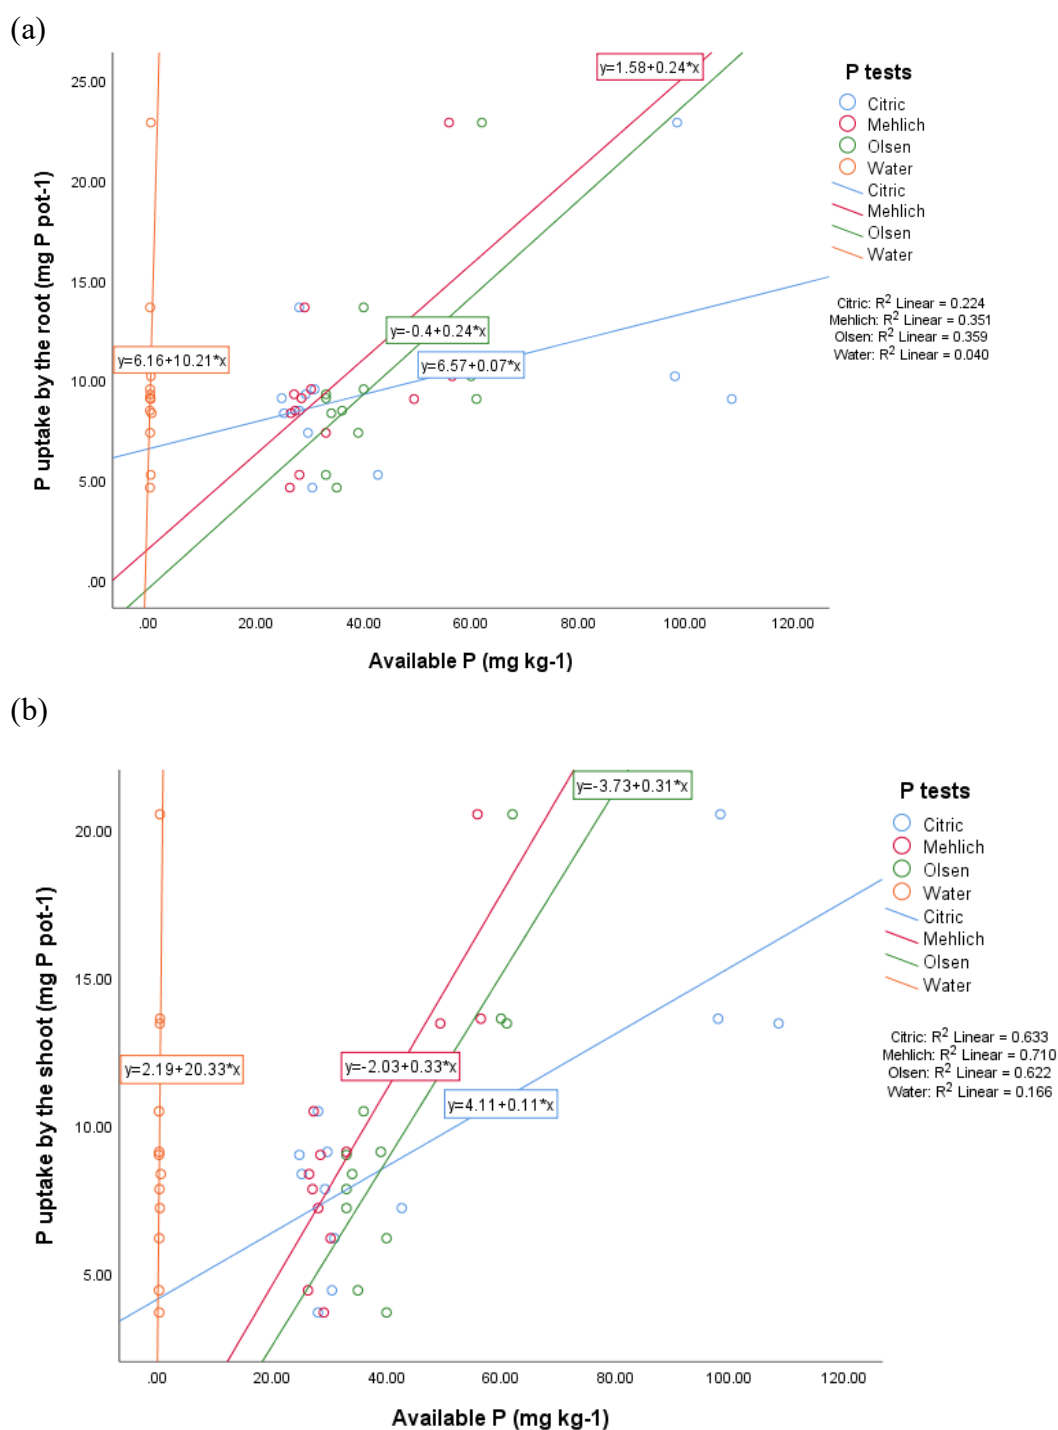 (a)
y=1.58+0.24*x
y=-0.4+0.24*x
y=6.57+0.07*x
y=6.16+10.21*x
25.00
20.00
15.00
10.00
5.00
.00
P uptake by the root (mg P pot-1)
.00 20.00 40.00 60.00 80.00 100.00 120.00
Available P (mg kg-1)
P tests
Citric
Mehlich
Olsen
Water
Citric
Mehlich
Olsen
Water
Citric: R² Linear = 0.224
Mehlich: R² Linear = 0.351
Olsen: R² Linear = 0.359
Water: R² Linear = 0.040
(b)
y=-3.73+0.31*x
y=-2.03+0.33*x
y=4.11+0.11*x
y=2.19+20.33*x
20.00
15.00
10.00
5.00
P uptake by the shoot (mg P pot-1)
.00 20.00 40.00 60.00 80.00 100.00 120.00
Available P (mg kg-1)
P tests
Citric
Mehlich
Olsen
Water
Citric
Mehlich
Olsen
Water
Citric: R² Linear = 0.633
Mehlich: R² Linear = 0.710
Olsen: R² Linear = 0.622
Water: R² Linear = 0.166